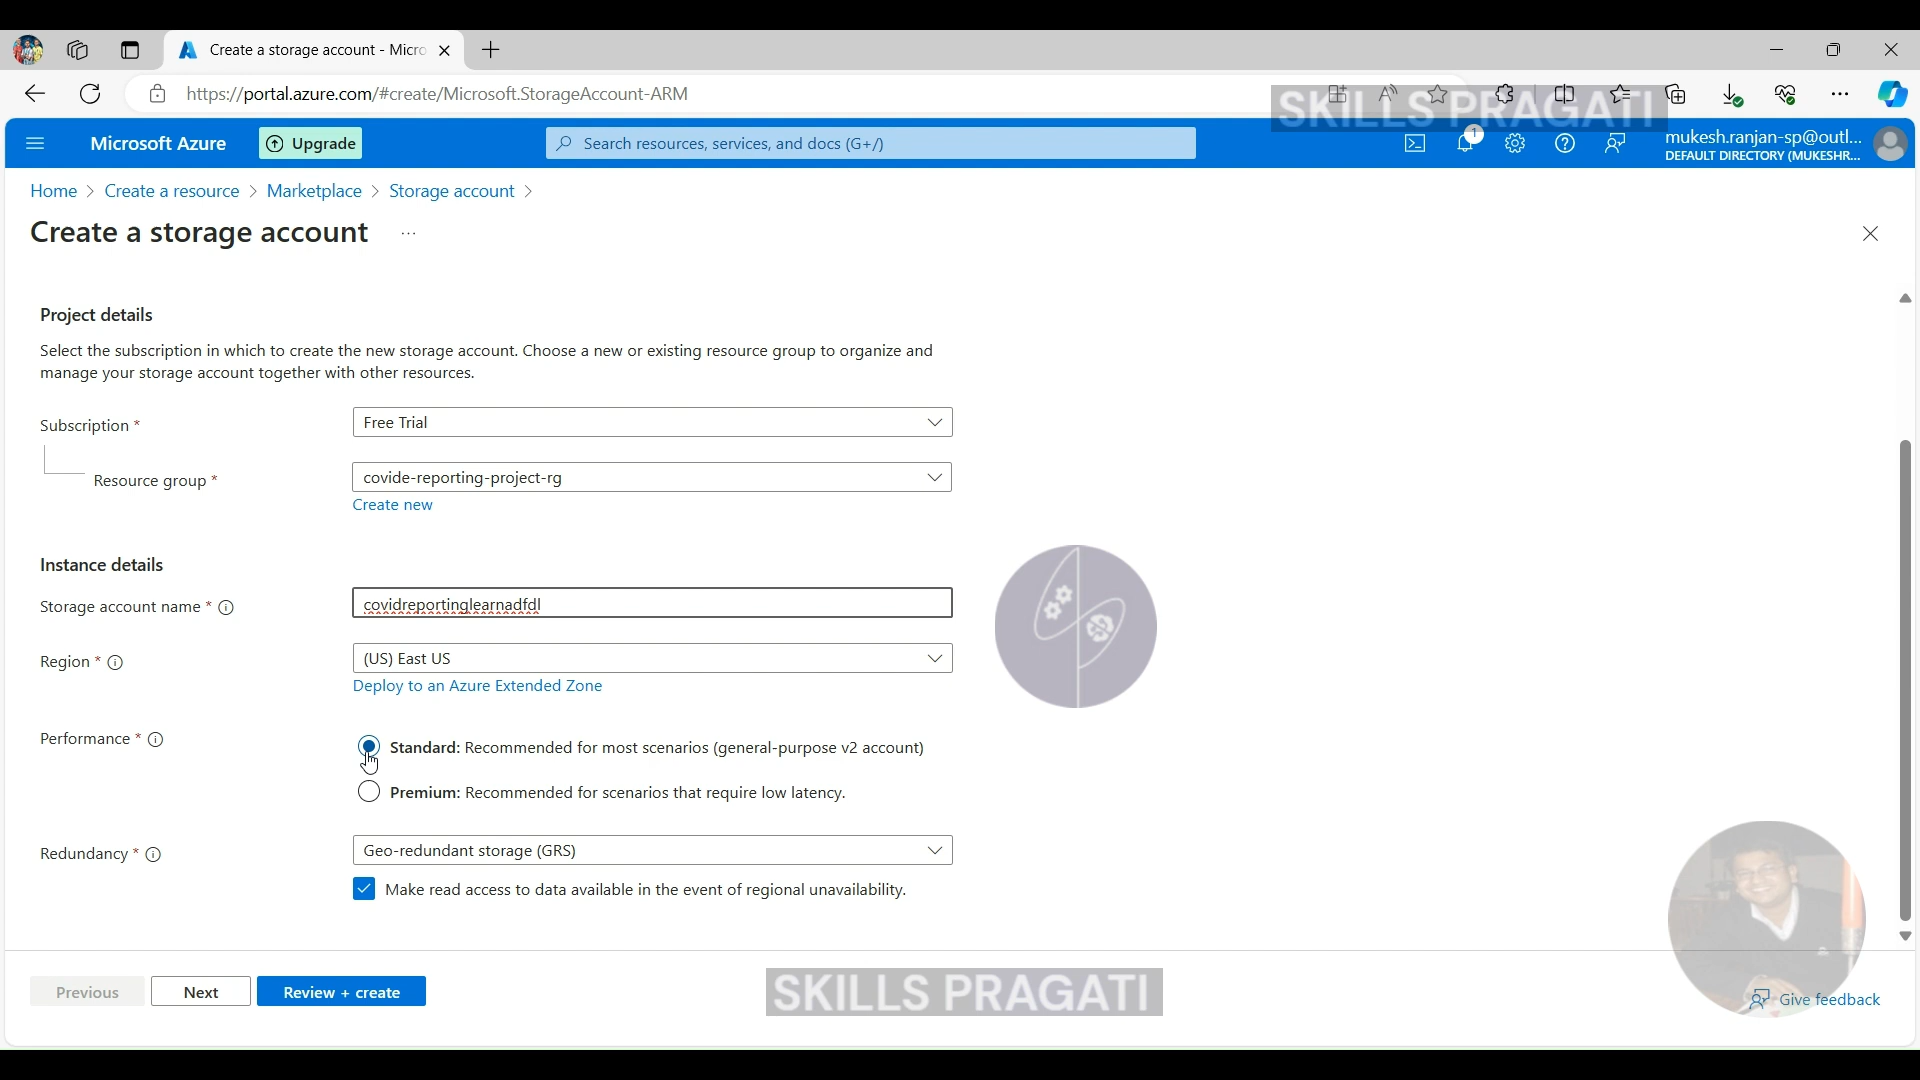 Create a storage account - Micro
https://portal.azure.com/#create/Microsoft.StorageAccount-ARM
SKILLS PRAGATI
Microsoft Azure
Upgrade
Search resources, services, and docs (G+/)
1
mukesh.ranjan-sp@outl...
DEFAULT DIRECTORY (MUKESHR...
Home > Create a resource > Marketplace > Storage account >
Create a storage account ...
Project details
Select the subscription in which to create the new storage account. Choose a new or existing resource group to organize and
manage your storage account together with other resources.
Subscription *
Free Trial
Resource group *
covide-reporting-project-rg
Create new
Instance details
Storage account name *
covidreportinglearnadfdl
Region *
(US) East US
Deploy to an Azure Extended Zone
Performance *
Standard: Recommended for most scenarios (general-purpose v2 account)
Premium: Recommended for scenarios that require low latency.
Redundancy *
Geo-redundant storage (GRS)
Make read access to data available in the event of regional unavailability.
Previous
Next
Review + create
SKILLS PRAGATI
Give feedback